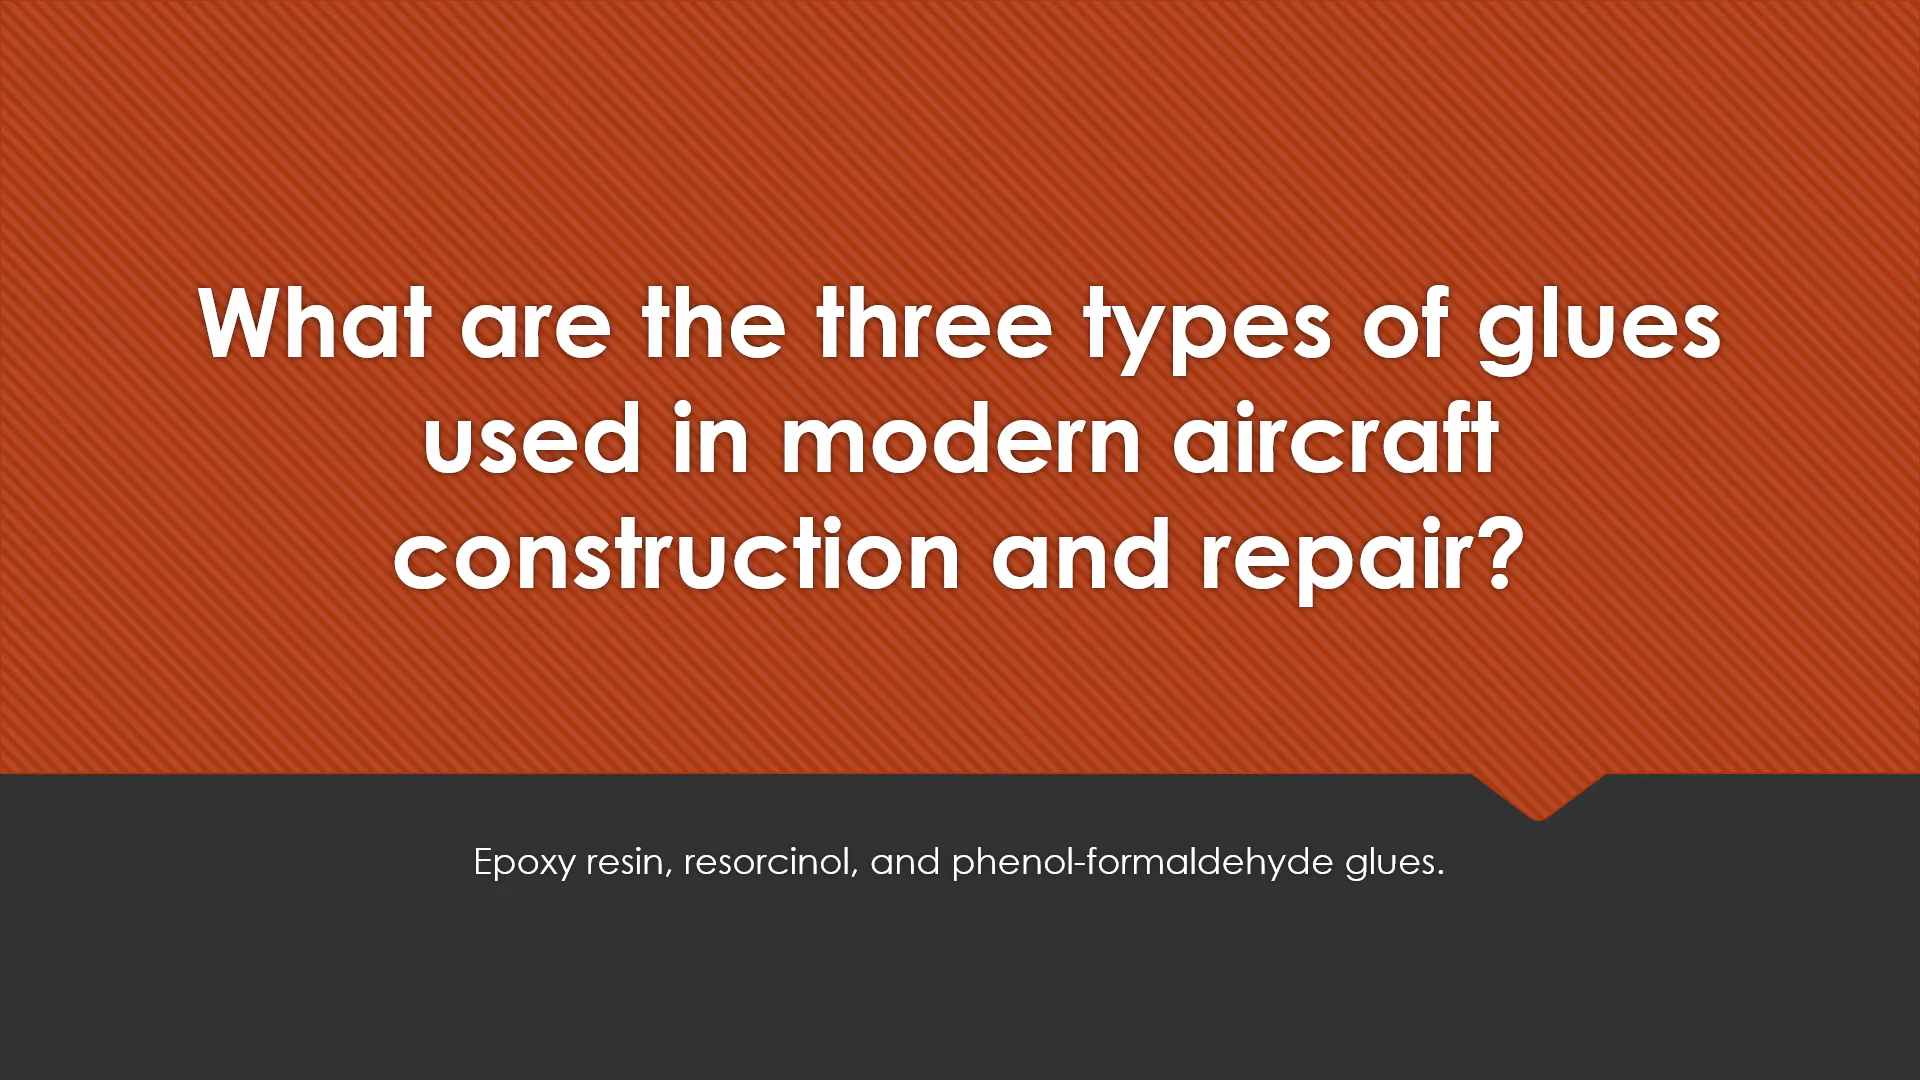 What are the three types of glues
used in modern aircraft
construction and repair?
Epoxy resin, resorcinol, and phenol-formaldehyde glues.